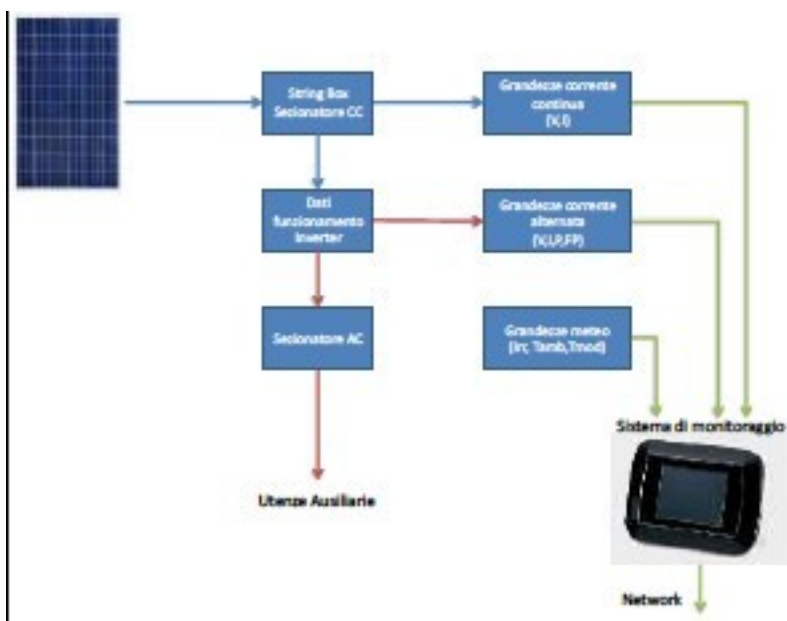 String Box
Sezionatore CC
Grandezze corrente
continua
(V,I)
Dati
funzionamento
Inverter
Grandezze corrente
alternata
(V,I,P,FP)
Sezionatore AC
Grandezze meteo
(Irr, Tamb,Tmod)
Sistema di monitoraggio
Utenze Ausiliarie
Network